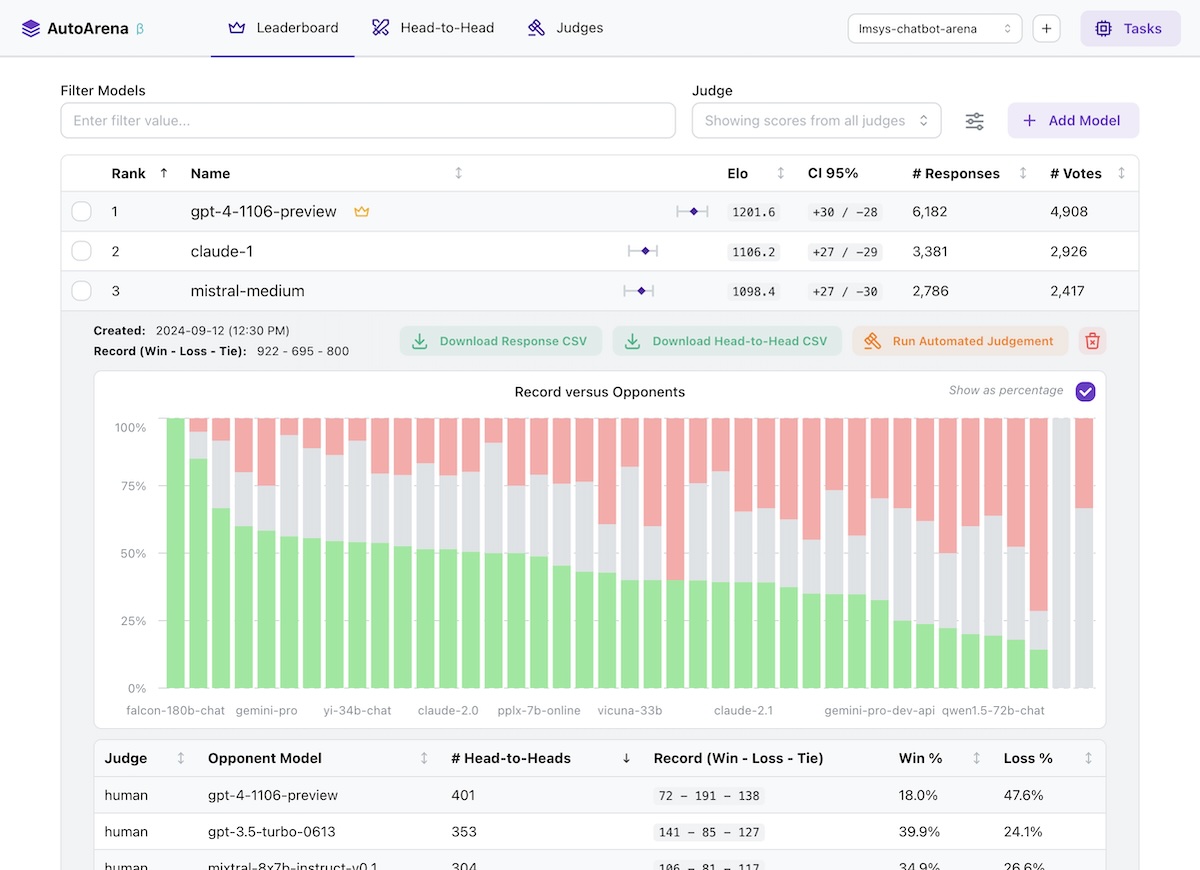 AutoArena β Leaderboard Head-to-Head Judges lmsys-chatbot-arena + Tasks
Filter Models Judge
Enter filter value... Showing scores from all judges + Add Model
Rank ↑ Name Elo CI 95% # Responses # Votes
1 gpt-4-1106-preview 1201.6 +30 / -28 6,182 4,908
2 claude-1 1106.2 +27 / -29 3,381 2,926
3 mistral-medium 1098.4 +27 / -30 2,786 2,417
Created: 2024-09-12 (12:30 PM)
Record (Win - Loss - Tie): 922 - 695 - 800
Download Response CSV Download Head-to-Head CSV Run Automated Judgement
Record versus Opponents Show as percentage
100%
75%
50%
25%
0%
falcon-180b-chat gemini-pro yi-34b-chat claude-2.0 pplx-7b-online vicuna-33b claude-2.1 gemini-pro-dev-api qwen1.5-72b-chat
Judge Opponent Model # Head-to-Heads ↓ Record (Win - Loss - Tie) Win % Loss %
human gpt-4-1106-preview 401 72 - 191 - 138 18.0% 47.6%
human gpt-3.5-turbo-0613 353 141 - 85 - 127 39.9% 24.1%
human mixtral-8x7b-instruct-v0.1 304 106 - 81 - 117 34.9% 26.6%